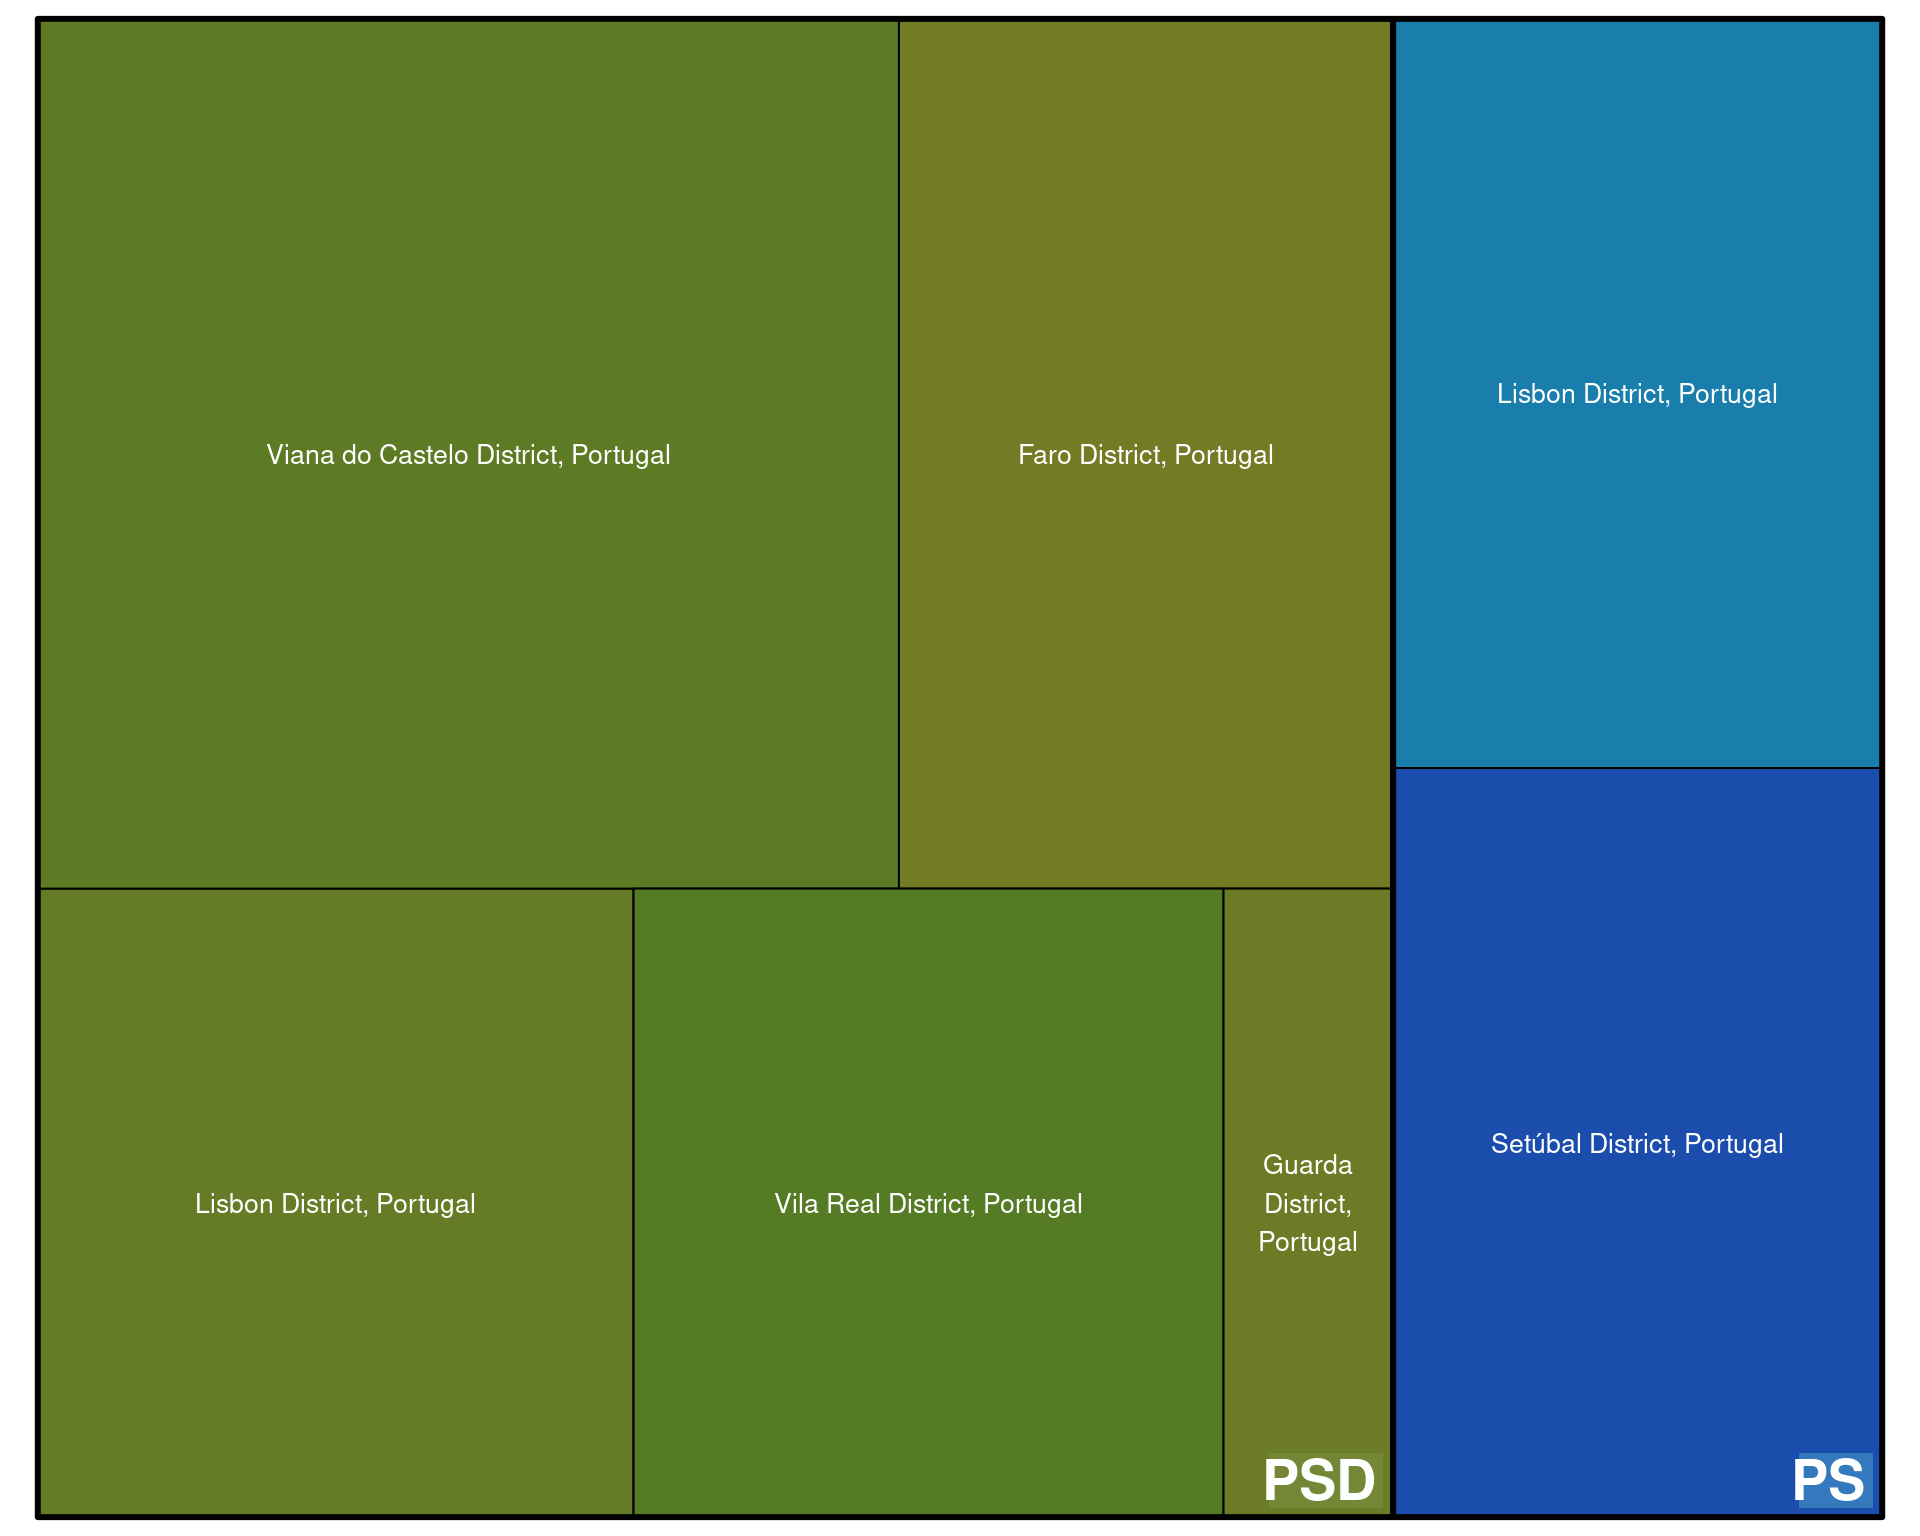 Viana do Castelo District, Portugal
Faro District, Portugal
Lisbon District, Portugal
Lisbon District, Portugal
Vila Real District, Portugal
Guarda
District,
Portugal
Setúbal District, Portugal
PSD
PS